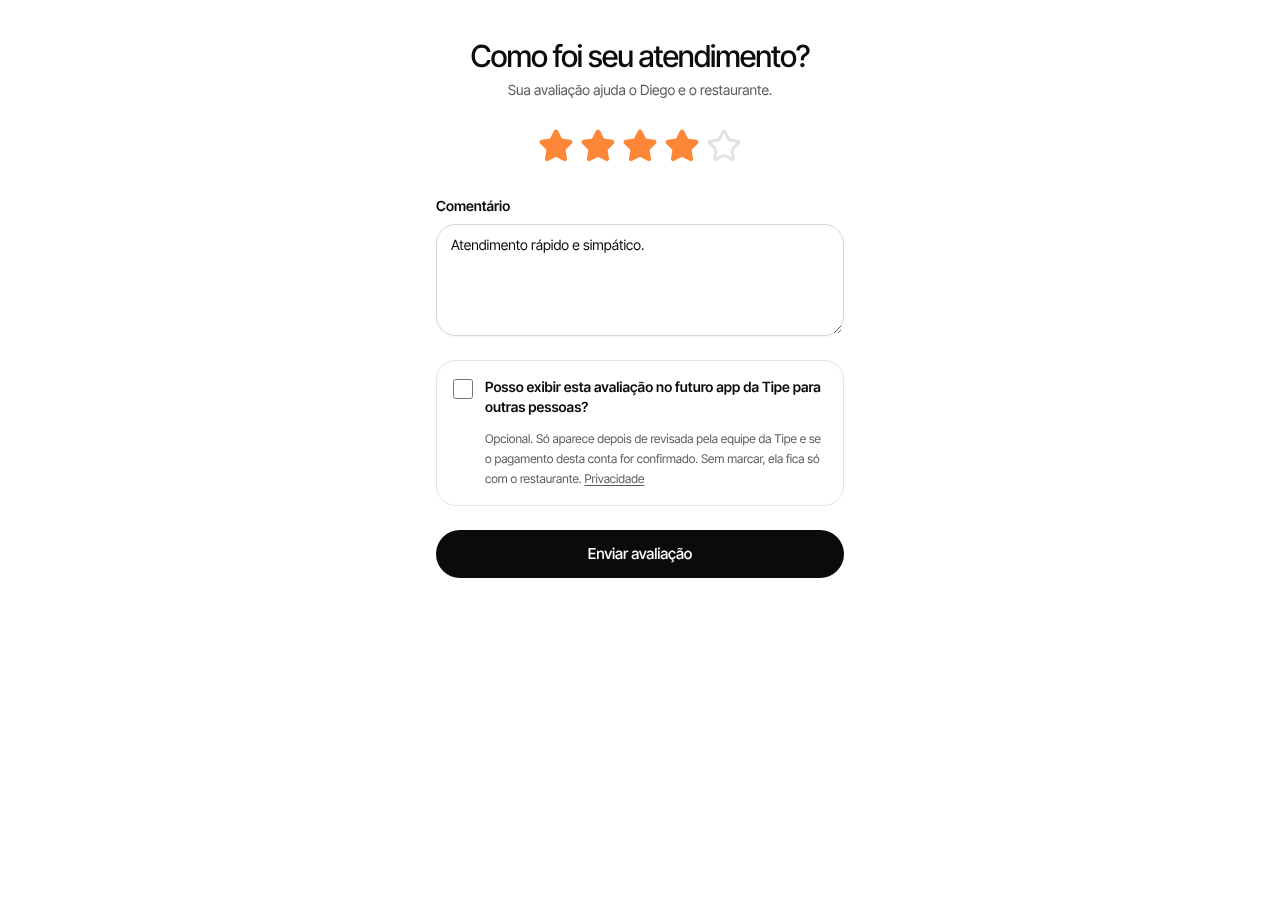 Como foi seu atendimento?
Sua avaliação ajuda o Diego e o restaurante.
Comentário
Atendimento rápido e simpático.
Posso exibir esta avaliação no futuro app da Tipe para
outras pessoas?
Opcional. Só aparece depois de revisada pela equipe da Tipe e se
o pagamento desta conta for confirmado. Sem marcar, ela fica só
com o restaurante. Privacidade
Enviar avaliação